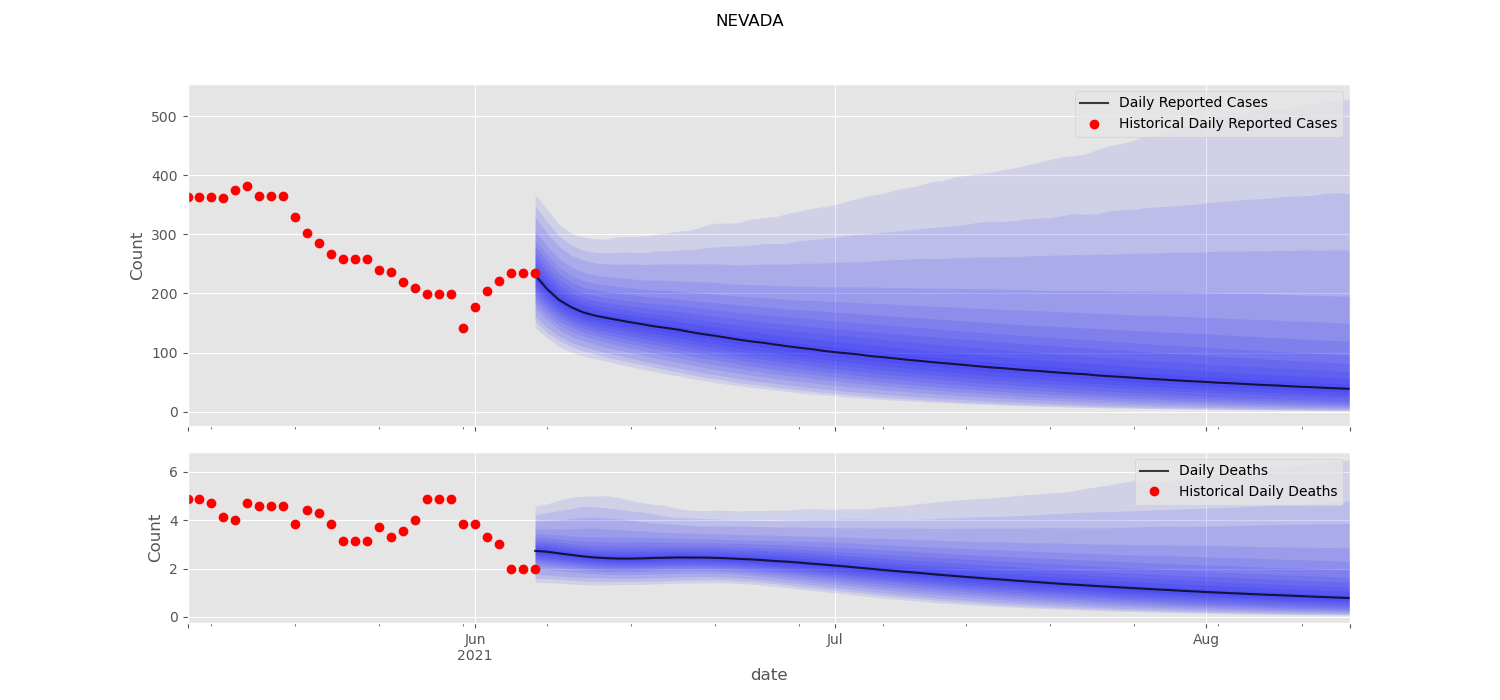 NEVADA
Daily Reported Cases
Historical Daily Reported Cases
500
400
300
200
100
0
Count
Daily Deaths
Historical Daily Deaths
6
4
2
0
Count
Jun
2021
Jul
Aug
date